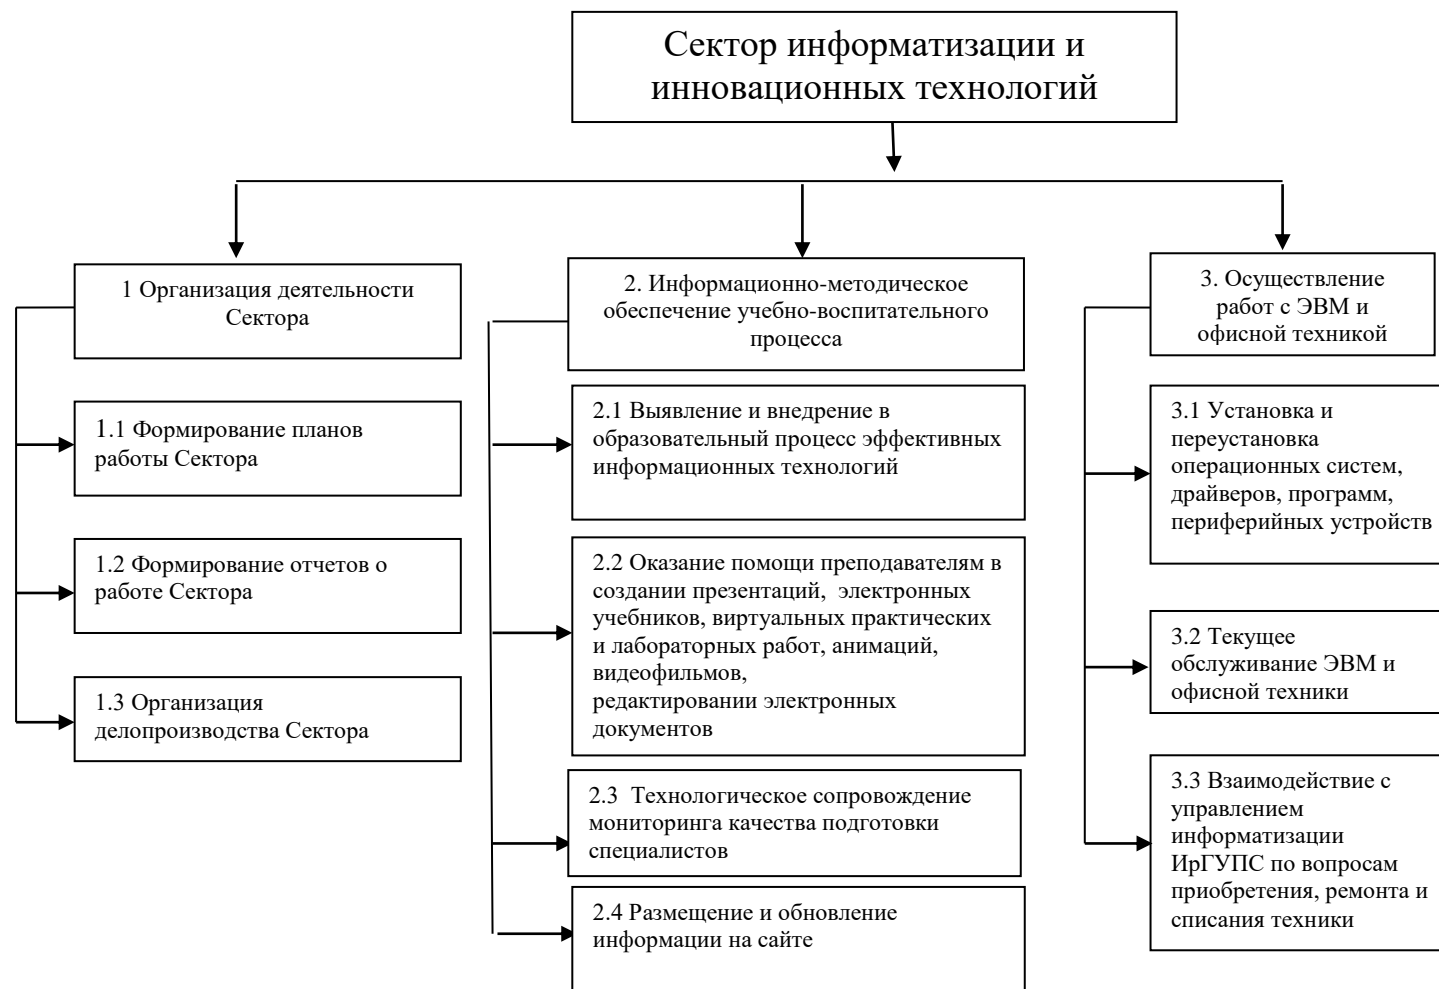 Сектор информатизации и
инновационных технологий
1 Организация деятельности
Сектора
1.1 Формирование планов
работы Сектора
1.2 Формирование отчетов о
работе Сектора
1.3 Организация
делопроизводства Сектора
2. Информационно-методическое
обеспечение учебно-воспитательного
процесса
2.1 Выявление и внедрение в
образовательный процесс эффективных
информационных технологий
2.2 Оказание помощи преподавателям в
создании презентаций, электронных
учебников, виртуальных практических
и лабораторных работ, анимаций,
видеофильмов,
редактировании электронных
документов
2.3 Технологическое сопровождение
мониторинга качества подготовки
специалистов
2.4 Размещение и обновление
информации на сайте
3. Осуществление
работ с ЭВМ и
офисной техникой
3.1 Установка и
переустановка
операционных систем,
драйверов, программ,
периферийных устройств
3.2 Текущее
обслуживание ЭВМ и
офисной техники
3.3 Взаимодействие с
управлением
информатизации
ИрГУПС по вопросам
приобретения, ремонта и
списания техники